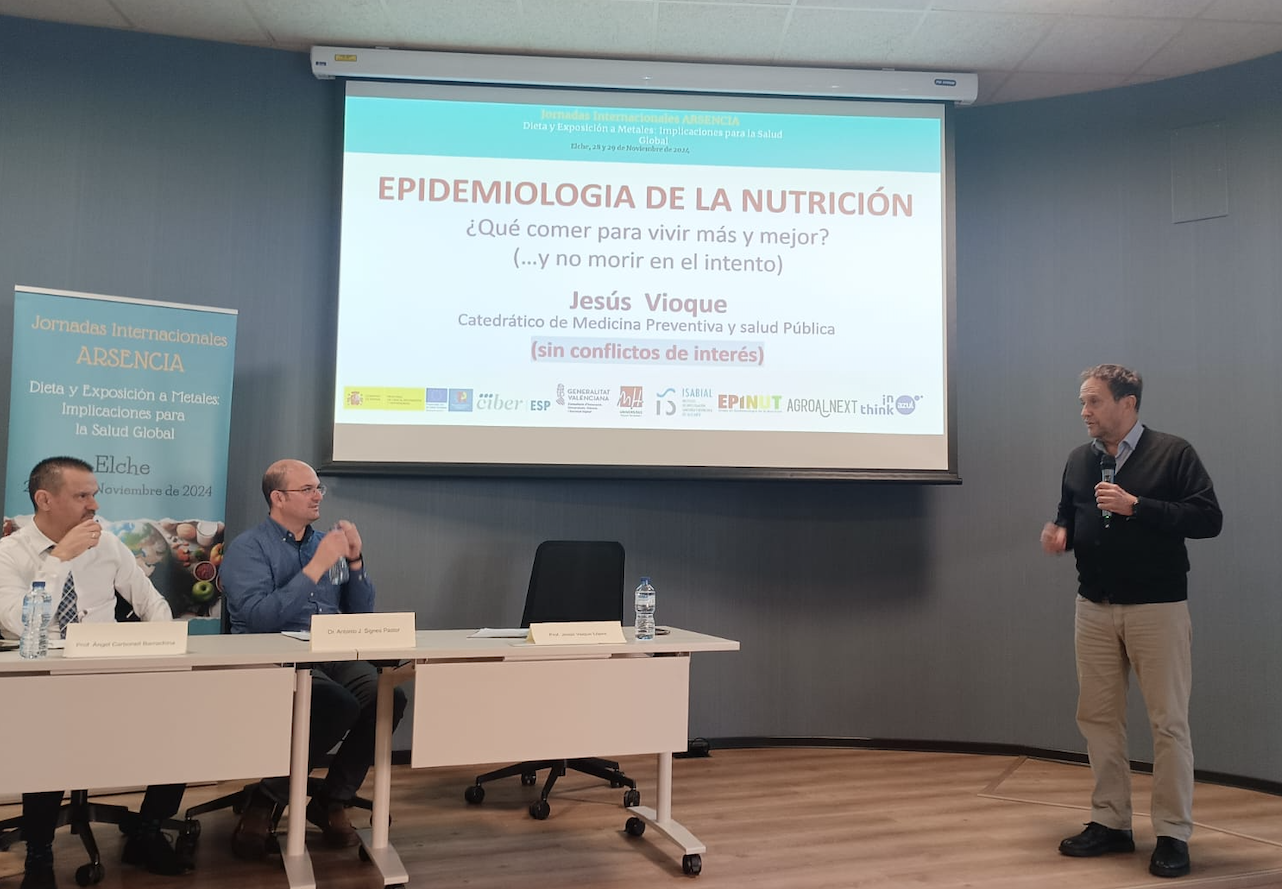 Jornadas Internacionales ARSENCIA
Dieta y Exposición a Metales: Implicaciones para la Salud
Global
Elche, 28 y 29 de Noviembre de 2024
EPIDEMIOLOGIA DE LA NUTRICIÓN
¿Qué comer para vivir más y mejor?
(...y no morir en el intento)
Jesús Vioque
Catedrático de Medicina Preventiva y salud Pública
(sin conflictos de interés)
ciber ESP
GENERALITAT
VALENCIANA
ISABIAL
EPINUT
AGROALNEXT
in
think
azul
Jornadas Internacionales
ARSENCIA
Dieta y Exposición a Metales:
Implicaciones para
la Salud Global
Elche
Noviembre de 2024
Prof. Ángel Carbonell
Dr. Antonio J. Signes Pastor
Prof. Jesús Vioque